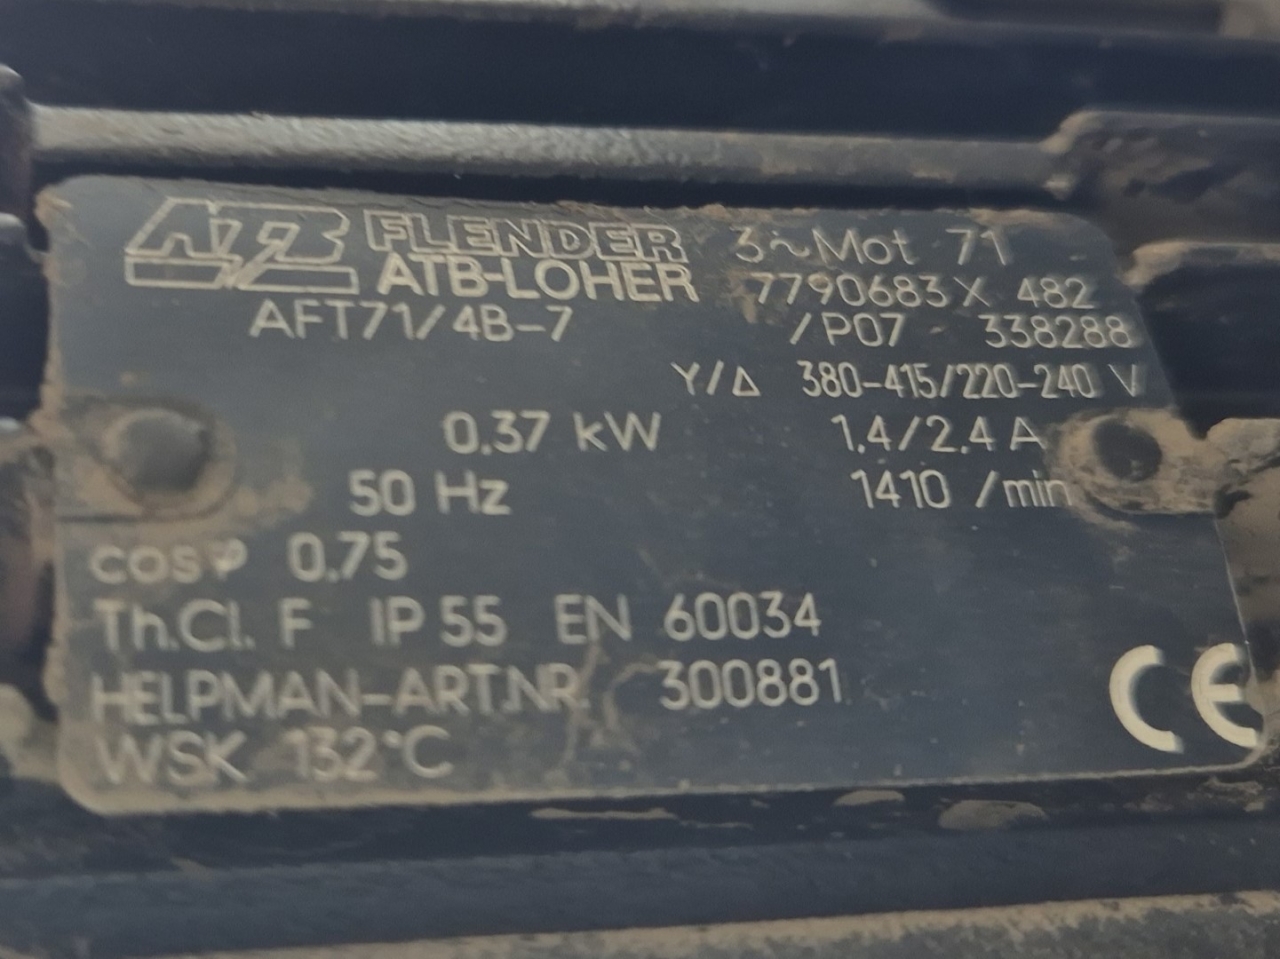 ATB FLENDER 3~Mot 71
ATB-LOHER 7790683X 482
AFT71/4B-7 /P07 338288
Y/Δ 380-415/220-240 V
0.37 kW 1.4/2.4 A
50 Hz 1410 /min
cosφ 0.75
Th.Cl. F IP 55 EN 60034
HELPMAN-ART.NR. 300881
WSK 132°C
CE